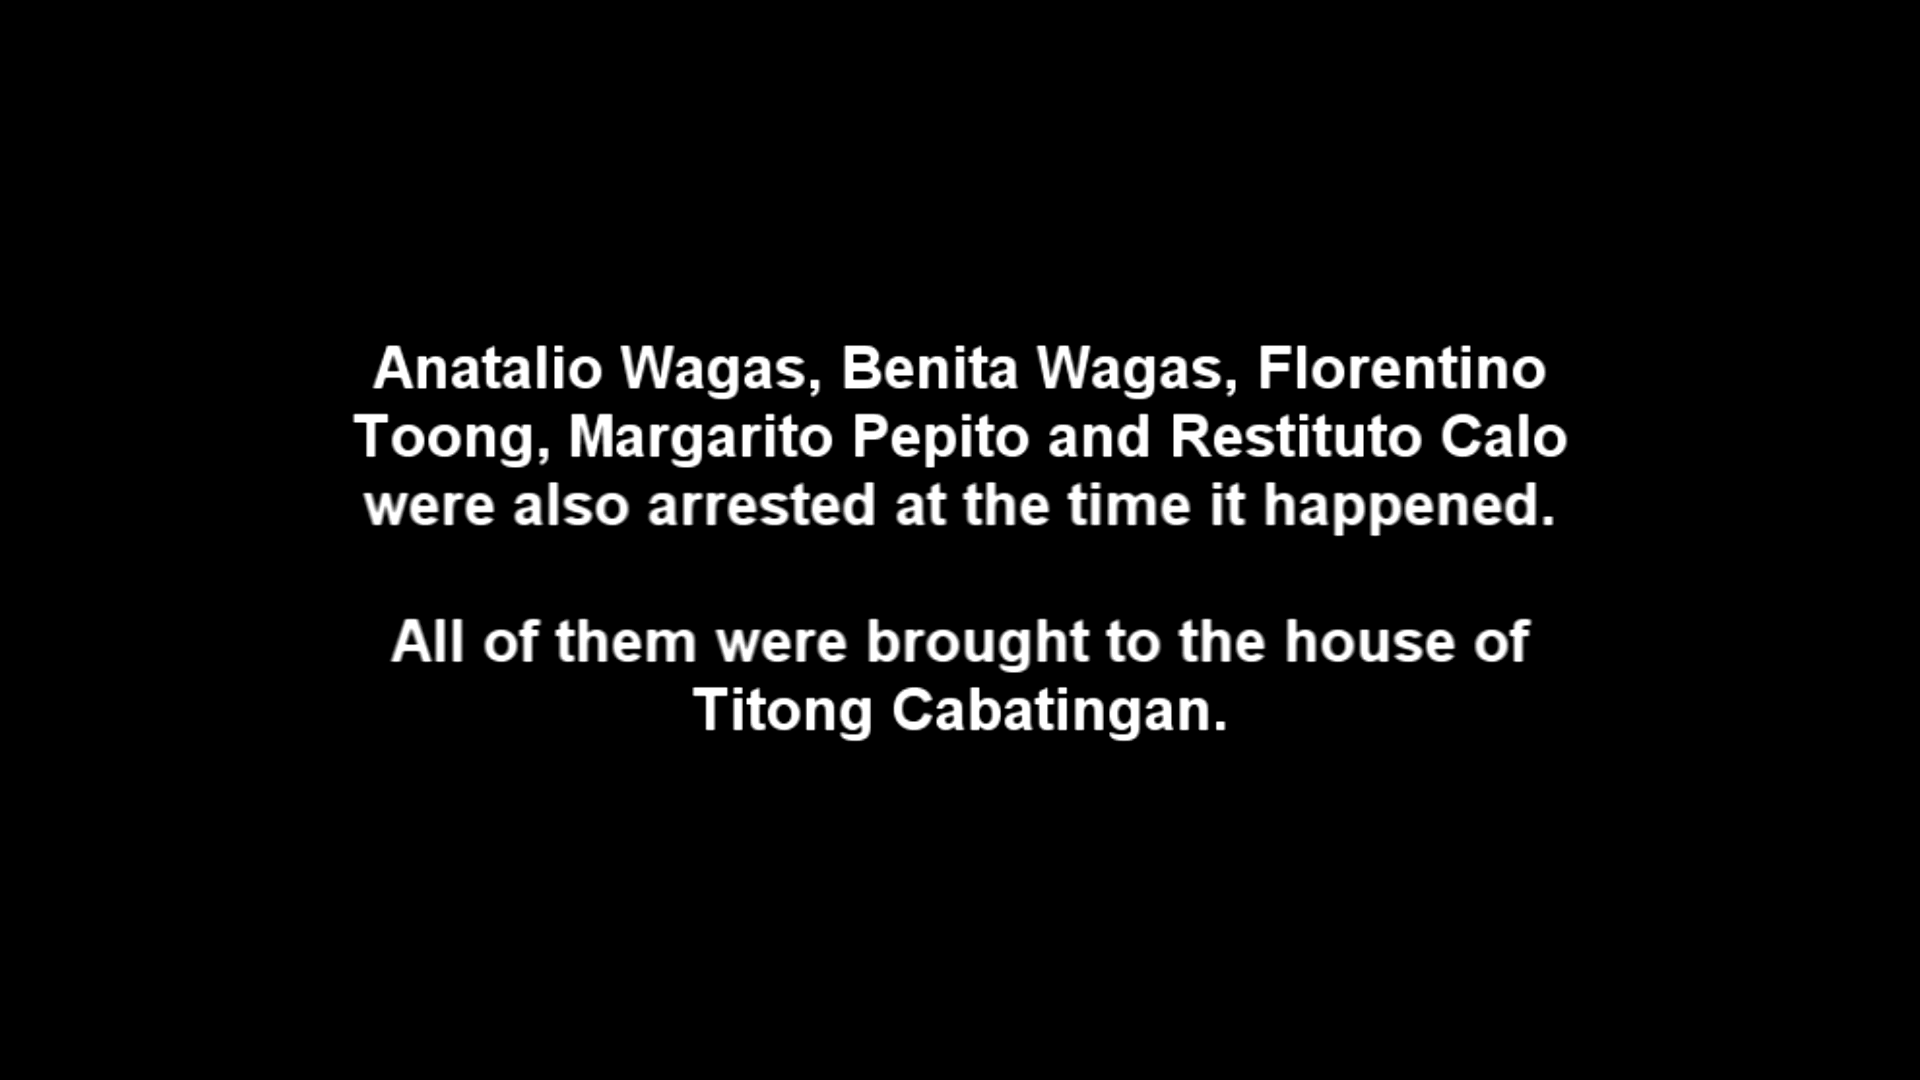 Anatalio Wagas, Benita Wagas, Florentino
Toong, Margarito Pepito and Restituto Calo
were also arrested at the time it happened.
All of them were brought to the house of
Titong Cabatingan.